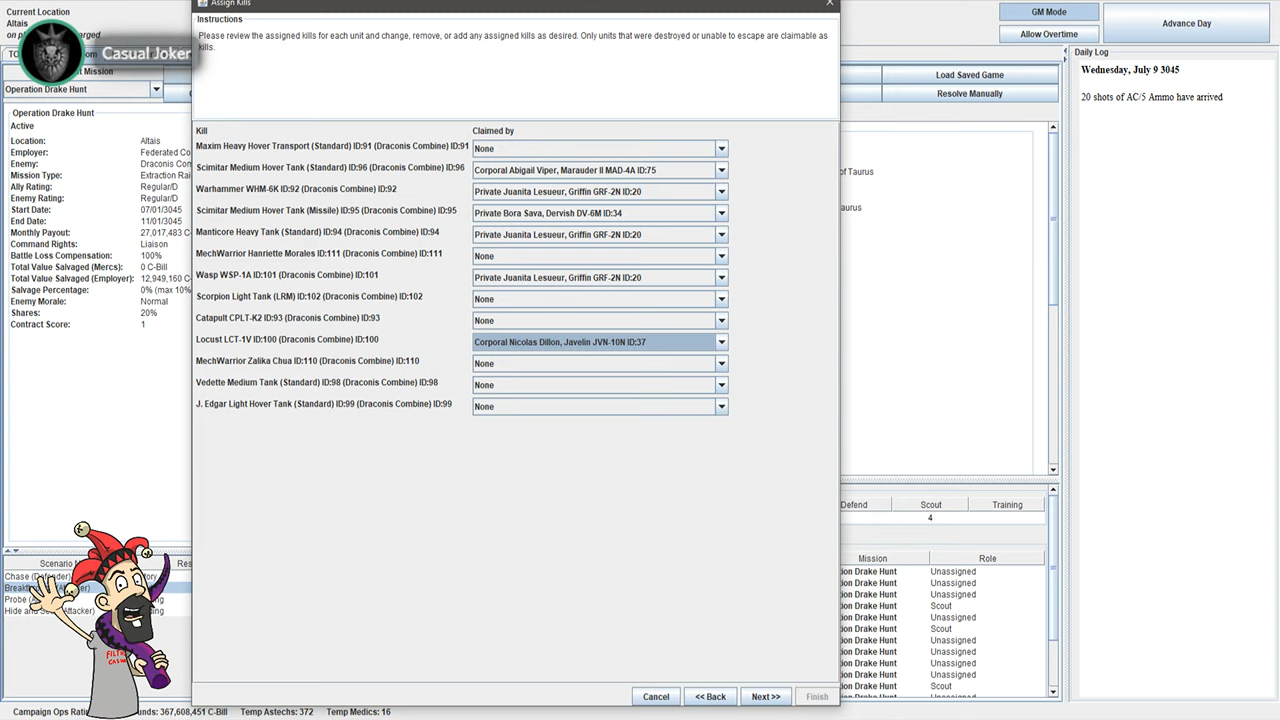 Current Location
Altais
Casual Joker
Mission
Operation Drake Hunt
Operation Drake Hunt
Active
Location: Altais
Employer: Federated Co
Enemy: Draconis Com
Mission Type: Extraction Rai
Ally Rating: Regular/D
Enemy Rating: Regular/D
Start Date: 07/01/3045
End Date: 11/01/3045
Monthly Payout: 27,017,483 C-
Command Rights: Liaison
Battle Loss Compensation: 100%
Total Value Salvaged (Mercs): 0 C-Bill
Total Value Salvaged (Employer): 12,949,160 C-
Salvage Percentage: 0% (max 10%
Enemy Morale: Normal
Shares: 20%
Contract Score: 1
Scenario
Chase (Defender)
Hide and Se
Assign Kills
Instructions
Please review the assigned kills for each unit and change, remove, or add any assigned kills as desired. Only units that were destroyed or unable to escape are claimable as
kills.
Kill Claimed by
Maxim Heavy Hover Transport (Standard) ID:91 (Draconis Combine) ID:91 None
Scimitar Medium Hover Tank (Standard) ID:96 (Draconis Combine) ID:96 Corporal Abigail Viper, Marauder II MAD-4A ID:75
Warhammer WHM-6K ID:92 (Draconis Combine) ID:92 Private Juanita Lesueur, Griffin GRF-2N ID:20
Scimitar Medium Hover Tank (Missile) ID:95 (Draconis Combine) ID:95 Private Bora Sava, Dervish DV-6M ID:34
Manticore Heavy Tank (Standard) ID:94 (Draconis Combine) ID:94 Private Juanita Lesueur, Griffin GRF-2N ID:20
MechWarrior Hanriette Morales ID:111 (Draconis Combine) ID:111 None
Wasp WSP-1A ID:101 (Draconis Combine) ID:101 Private Juanita Lesueur, Griffin GRF-2N ID:20
Scorpion Light Tank (LRM) ID:102 (Draconis Combine) ID:102 None
Catapult CPLT-K2 ID:93 (Draconis Combine) ID:93 None
Locust LCT-1V ID:100 (Draconis Combine) ID:100 Corporal Nicolas Dillon, Javelin JVN-10N ID:37
MechWarrior Zalika Chua ID:110 (Draconis Combine) ID:110 None
Vedette Medium Tank (Standard) ID:98 (Draconis Combine) ID:98 None
J. Edgar Light Hover Tank (Standard) ID:99 (Draconis Combine) ID:99 None
Cancel << Back Next >> Finish
GM Mode
Allow Overtime
Advance Day
Load Saved Game
Resolve Manually
of Taurus
aurus
Defend Scout Training
4
Mission Role
ion Drake Hunt Unassigned
ion Drake Hunt Unassigned
ion Drake Hunt Unassigned
ion Drake Hunt Scout
ion Drake Hunt Unassigned
ion Drake Hunt Scout
ion Drake Hunt Unassigned
ion Drake Hunt Unassigned
ion Drake Hunt Unassigned
ion Drake Hunt Unassigned
ion Drake Hunt Scout
Daily Log
Wednesday, July 9 3045
20 shots of AC/5 Ammo have arrived
Campaign Ops Rati nds: 367,608,451 C-Bill Temp Astechs: 372 Temp Medics: 16